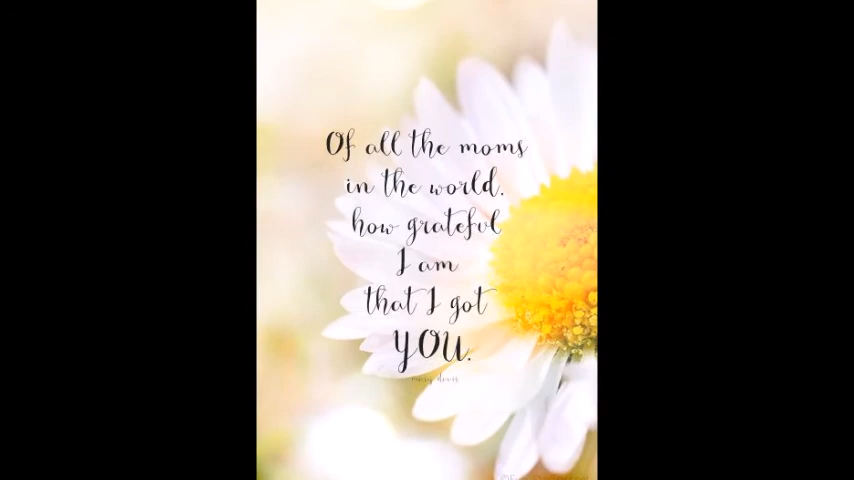 Of all the moms
in the world,
how grateful
I am
that I got
YOU.